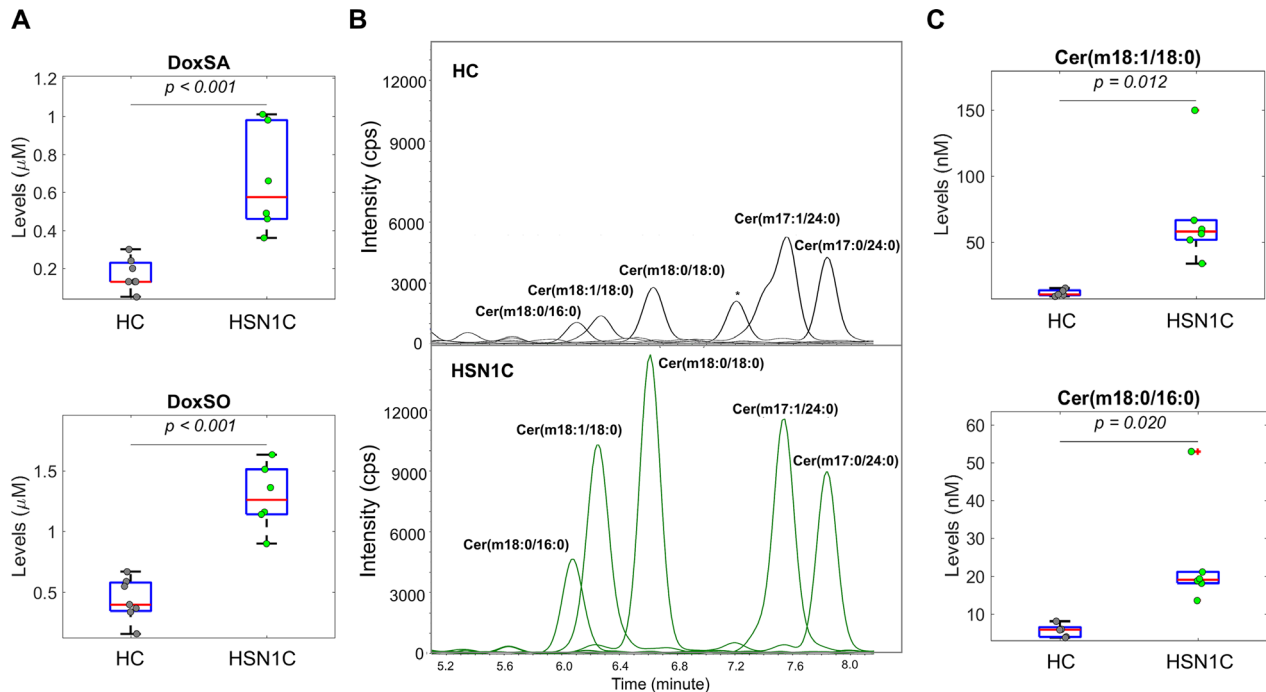 A
DoxSA
p < 0.001
Levels (μM)
1.2
1
0.8
0.6
0.4
0.2
HC
HSN1C
DoxSO
p < 0.001
Levels (μM)
1.5
1
0.5
HC
HSN1C
B
HC
Intensity (cps)
12000
9000
6000
3000
0
Cer(m18:0/16:0)
Cer(m18:1/18:0)
Cer(m18:0/18:0)
*
Cer(m17:1/24:0)
Cer(m17:0/24:0)
HSN1C
Intensity (cps)
12000
9000
6000
3000
0
Cer(m18:0/16:0)
Cer(m18:1/18:0)
Cer(m18:0/18:0)
Cer(m17:1/24:0)
Cer(m17:0/24:0)
5.2 5.6 6.0 6.4 6.8 7.2 7.6 8.0
Time (minute)
C
Cer(m18:1/18:0)
p = 0.012
Levels (nM)
150
100
50
HC
HSN1C
Cer(m18:0/16:0)
p = 0.020
Levels (nM)
60
50
40
30
20
10
HC
HSN1C